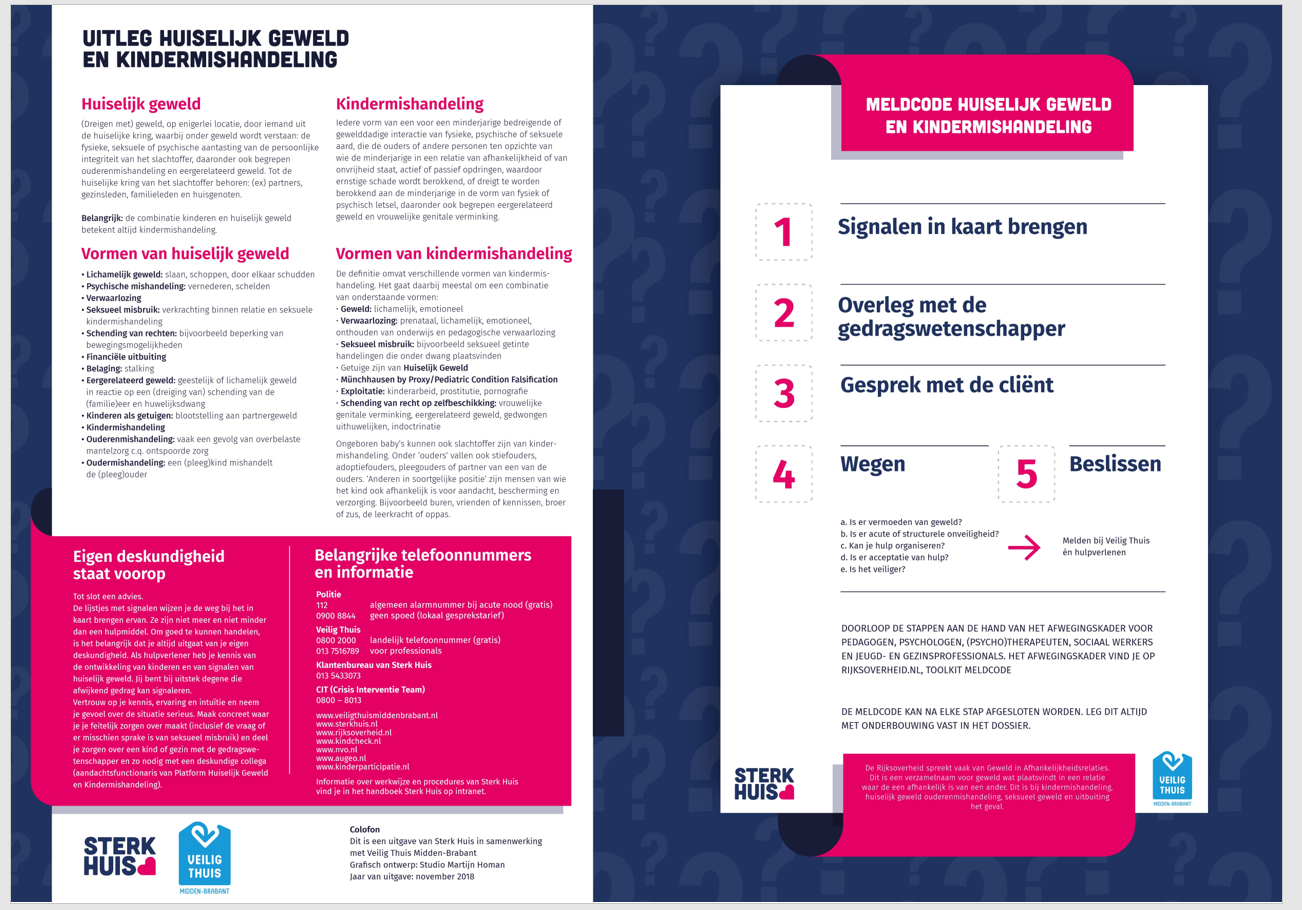 UITLEG HUISELIJK GEWELD
EN KINDERMISHANDELING
Huiselijk geweld
(Dreigen met) geweld, op enigerlei locatie, door iemand uit
de huiselijke kring, waarbij onder geweld wordt verstaan: de
fysieke, seksuele of psychische aantasting van de persoonlijke
integriteit van het slachtoffer, daaronder ook begrepen
ouderenmishandeling en eergerelateerd geweld. Tot de
huiselijke kring van het slachtoffer behoren: (ex) partners,
gezinsleden, familieleden en huisgenoten.
Belangrijk: de combinatie kinderen en huiselijk geweld
betekent altijd kindermishandeling.
Vormen van huiselijk geweld
• Lichamelijk geweld: slaan, schoppen, door elkaar schudden
• Psychische mishandeling: vernederen, schelden
• Verwaarlozing
• Seksueel misbruik: verkrachting binnen relatie en seksuele
kindermishandeling
• Schending van rechten: bijvoorbeeld beperking van
bewegingsmogelijkheden
• Financiële uitbuiting
• Belaging: stalking
• Eergerelateerd geweld: geestelijk of lichamelijk geweld
in reactie op een (dreiging van) schending van de
(familie)eer en huwelijksdwang
• Kinderen als getuigen: blootstelling aan partnergeweld
• Kindermishandeling
• Ouderenmishandeling: vaak een gevolg van overbelaste
mantelzorg c.q. ontspoorde zorg
• Oudermishandeling: een (pleeg)kind mishandelt
de (pleeg)ouder
Kindermishandeling
Iedere vorm van een voor een minderjarige bedreigende of
gewelddadige interactie van fysieke, psychische of seksuele
aard, die de ouders of andere personen ten opzichte van
wie de minderjarige in een relatie van afhankelijkheid of van
onvrijheid staat, actief of passief opdringen, waardoor
ernstige schade wordt berokkend, of dreigt te worden
berokkend aan de minderjarige in de vorm van fysiek of
psychisch letsel, daaronder ook begrepen eergerelateerd
geweld en vrouwelijke genitale verminking.
Vormen van kindermishandeling
De definitie omvat verschillende vormen van kindermis-
handeling. Het gaat daarbij meestal om een combinatie
van onderstaande vormen:
· Geweld: lichamelijk, emotioneel
· Verwaarlozing: prenataal, lichamelijk, emotioneel,
onthouden van onderwijs en pedagogische verwaarlozing
· Seksueel misbruik: bijvoorbeeld seksueel getinte
handelingen die onder dwang plaatsvinden
· Getuige zijn van Huiselijk Geweld
· Münchhausen by Proxy/Pediatric Condition Falsification
· Exploitatie: kinderarbeid, prostitutie, pornografie
· Schending van recht op zelfbeschikking: vrouwelijke
genitale verminking, eergerelateerd geweld, gedwongen
uithuwelijken, indoctrinatie
Ongeboren baby's kunnen ook slachtoffer zijn van kinder-
mishandeling. Onder 'ouders' vallen ook stiefouders,
adoptiefouders, pleegouders of partner van een van de
ouders. 'Anderen in soortgelijke positie' zijn mensen van wie
het kind ook afhankelijk is voor aandacht, bescherming en
verzorging. Bijvoorbeeld buren, vrienden of kennissen, broer
of zus, de leerkracht of oppas.
Eigen deskundigheid
staat voorop
Tot slot een advies.
De lijstjes met signalen wijzen je de weg bij het in
kaart brengen ervan. Ze zijn niet meer en niet minder
dan een hulpmiddel. Om goed te kunnen handelen,
is het belangrijk dat je altijd uitgaat van je eigen
deskundigheid. Als hulpverlener heb je kennis van
de ontwikkeling van kinderen en van signalen van
huiselijk geweld. Jij bent bij uitstek degene die
afwijkend gedrag kan signaleren.
Vertrouw op je kennis, ervaring en intuïtie en neem
je gevoel over de situatie serieus. Maak concreet waar
je je feitelijk zorgen over maakt (inclusief de vraag of
er misschien sprake is van seksueel misbruik) en deel
je zorgen over een kind of gezin met de gedragswe-
tenschapper en zo nodig met een deskundige collega
(aandachtsfunctionaris van Platform Huiselijk Geweld
en Kindermishandeling).
Belangrijke telefoonnummers
en informatie
Politie
112 algemeen alarmnummer bij acute nood (gratis)
0900 8844 geen spoed (lokaal gesprekstarief)
Veilig Thuis
0800 2000 landelijk telefoonnummer (gratis)
013 7516789 voor professionals
Klantenbureau van Sterk Huis
013 5433073
CIT (Crisis Interventie Team)
0800 – 8013
www.veiligthuismiddenbrabant.nl
www.sterkhuis.nl
www.rijksoverheid.nl
www.kindcheck.nl
www.nvo.nl
www.augeo.nl
www.kinderparticipatie.nl
Informatie over werkwijze en procedures van Sterk Huis
vind je in het handboek Sterk Huis op intranet.
STERK
HUIS
VEILIG
THUIS
MIDDEN-BRABANT
Colofon
Dit is een uitgave van Sterk Huis in samenwerking
met Veilig Thuis Midden-Brabant
Grafisch ontwerp: Studio Martijn Homan
Jaar van uitgave: november 2018
MELDCODE HUISELIJK GEWELD
EN KINDERMISHANDELING
1 Signalen in kaart brengen
2 Overleg met de
gedragswetenschapper
3 Gesprek met de cliënt
4 Wegen
5 Beslissen
a. Is er vermoeden van geweld?
b. Is er acute of structurele onveiligheid?
c. Kan je hulp organiseren?
d. Is er acceptatie van hulp?
e. Is het veiliger?
Melden bij Veilig Thuis
én hulpverlenen
DOORLOOP DE STAPPEN AAN DE HAND VAN HET AFWEGINGSKADER VOOR
PEDAGOGEN, PSYCHOLOGEN, (PSYCHO)THERAPEUTEN, SOCIAAL WERKERS
EN JEUGD- EN GEZINSPROFESSIONALS. HET AFWEGINGSKADER VIND JE OP
RIJKSOVERHEID.NL, TOOLKIT MELDCODE
DE MELDCODE KAN NA ELKE STAP AFGESLOTEN WORDEN. LEG DIT ALTIJD
MET ONDERBOUWING VAST IN HET DOSSIER.
STERK
HUIS
De Rijksoverheid spreekt vaak van Geweld in Afhankelijkheidsrelaties.
Dit is een verzamelnaam voor geweld wat plaatsvindt in een relatie
waar de een afhankelijk is van een ander. Dit is bij kindermishandeling,
huiselijk geweld ouderenmishandeling, seksueel geweld en uitbuiting
het geval.
VEILIG
THUIS
MIDDEN-BRABANT